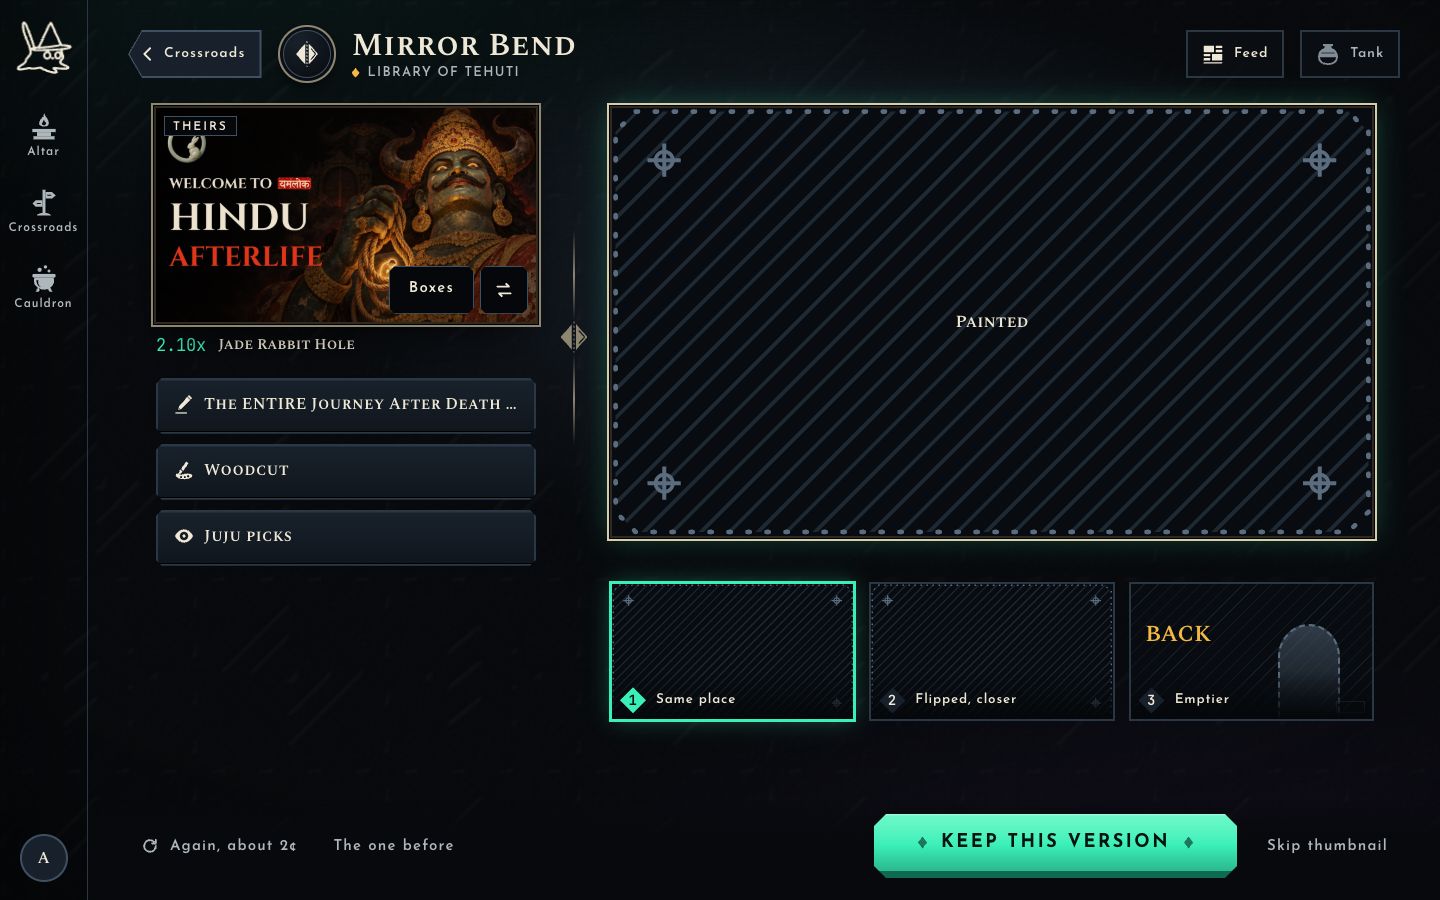 Crossroads
MIRROR BEND
LIBRARY OF TEHUTI
Feed
Tank
Altar
Crossroads
Cauldron
A
THEIRS
WELCOME TO यमलोक
HINDU
AFTERLIFE
Boxes
2.10x JADE RABBIT HOLE
THE ENTIRE JOURNEY AFTER DEATH ...
WOODCUT
JUJU PICKS
PAINTED
1 Same place
2 Flipped, closer
BACK
3 Emptier
Again, about 2¢
The one before
KEEP THIS VERSION
Skip thumbnail